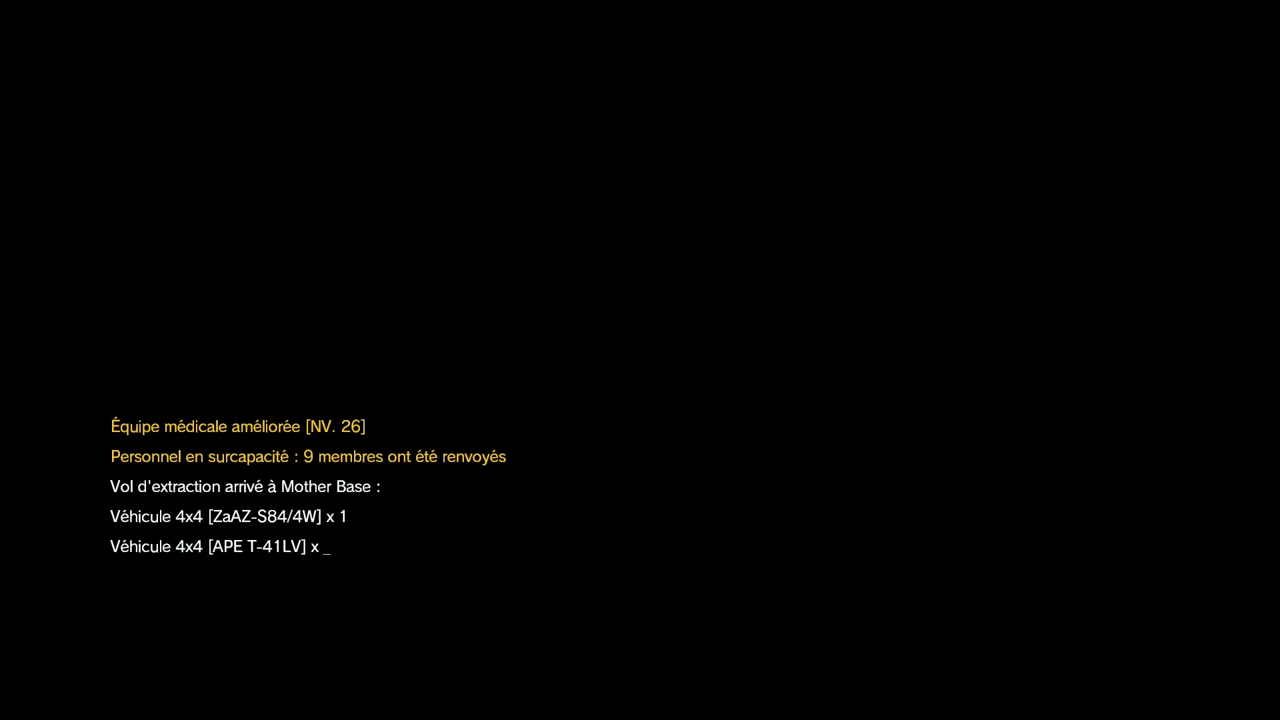 Équipe médicale améliorée [NV. 26]
Personnel en surcapacité : 9 membres ont été renvoyés
Vol d'extraction arrivé à Mother Base :
Véhicule 4x4 [ZaAZ-S84/4W] x 1
Véhicule 4x4 [APE T-41LV] x _